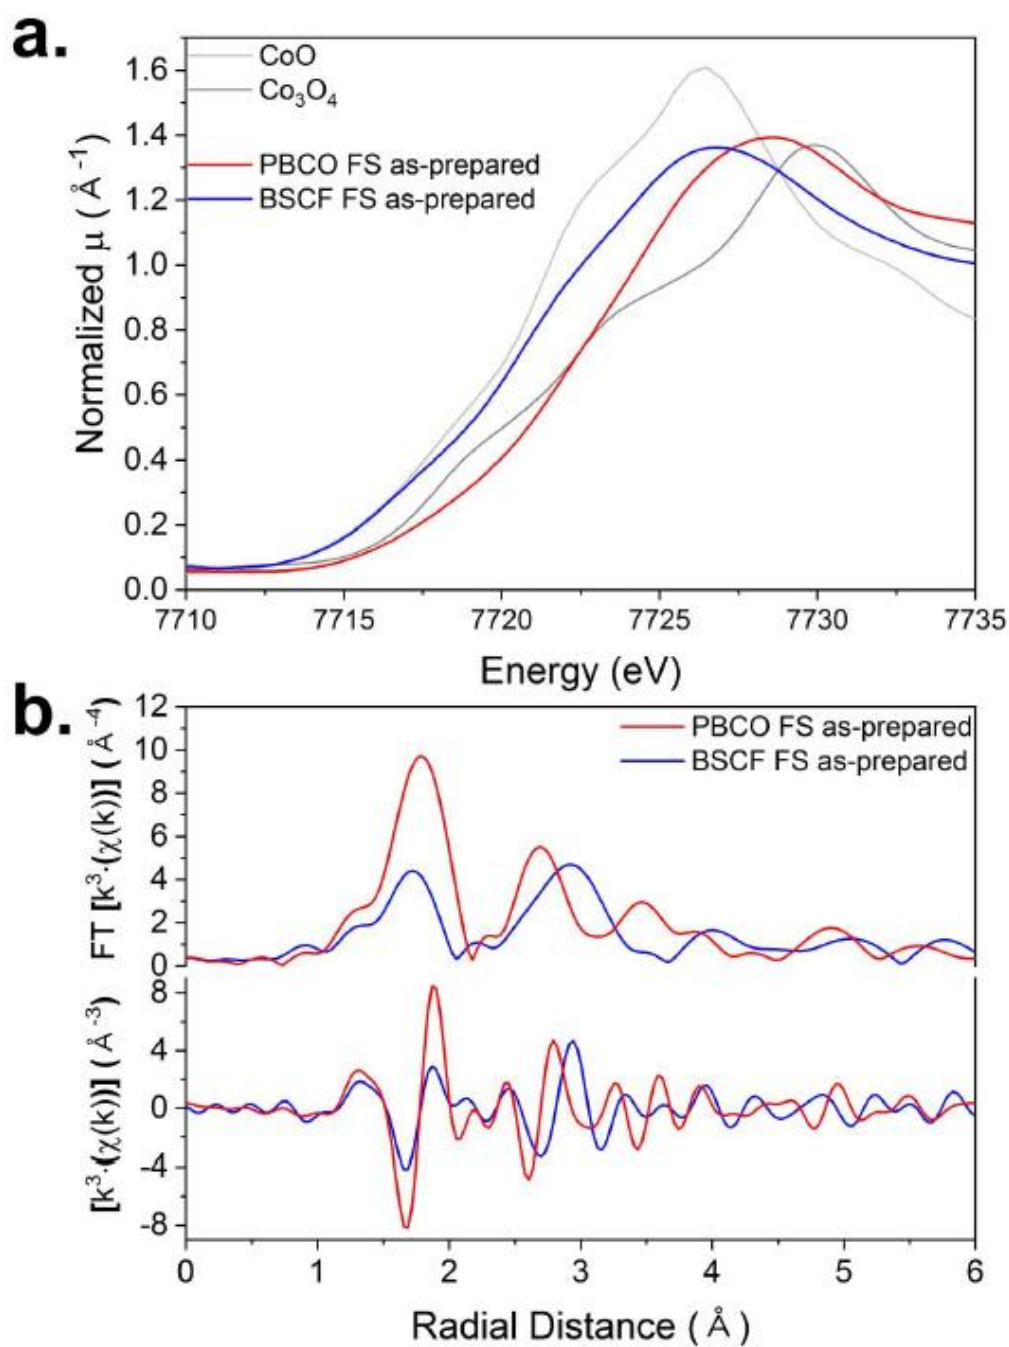 a.
CoO
Co₃O₄
PBCO FS as-prepared
BSCF FS as-prepared
Normalized μ ( Å ⁻¹)
1.6
1.4
1.2
1.0
0.8
0.6
0.4
0.2
0.0
7710 7715 7720 7725 7730 7735
Energy (eV)
b.
PBCO FS as-prepared
BSCF FS as-prepared
FT [k³·(χ(k))] ( Å ⁻⁴)
12
10
8
6
4
2
0
[k³·(χ(k))] ( Å ⁻³)
8
4
0
-4
-8
0 1 2 3 4 5 6
Radial Distance ( Å )